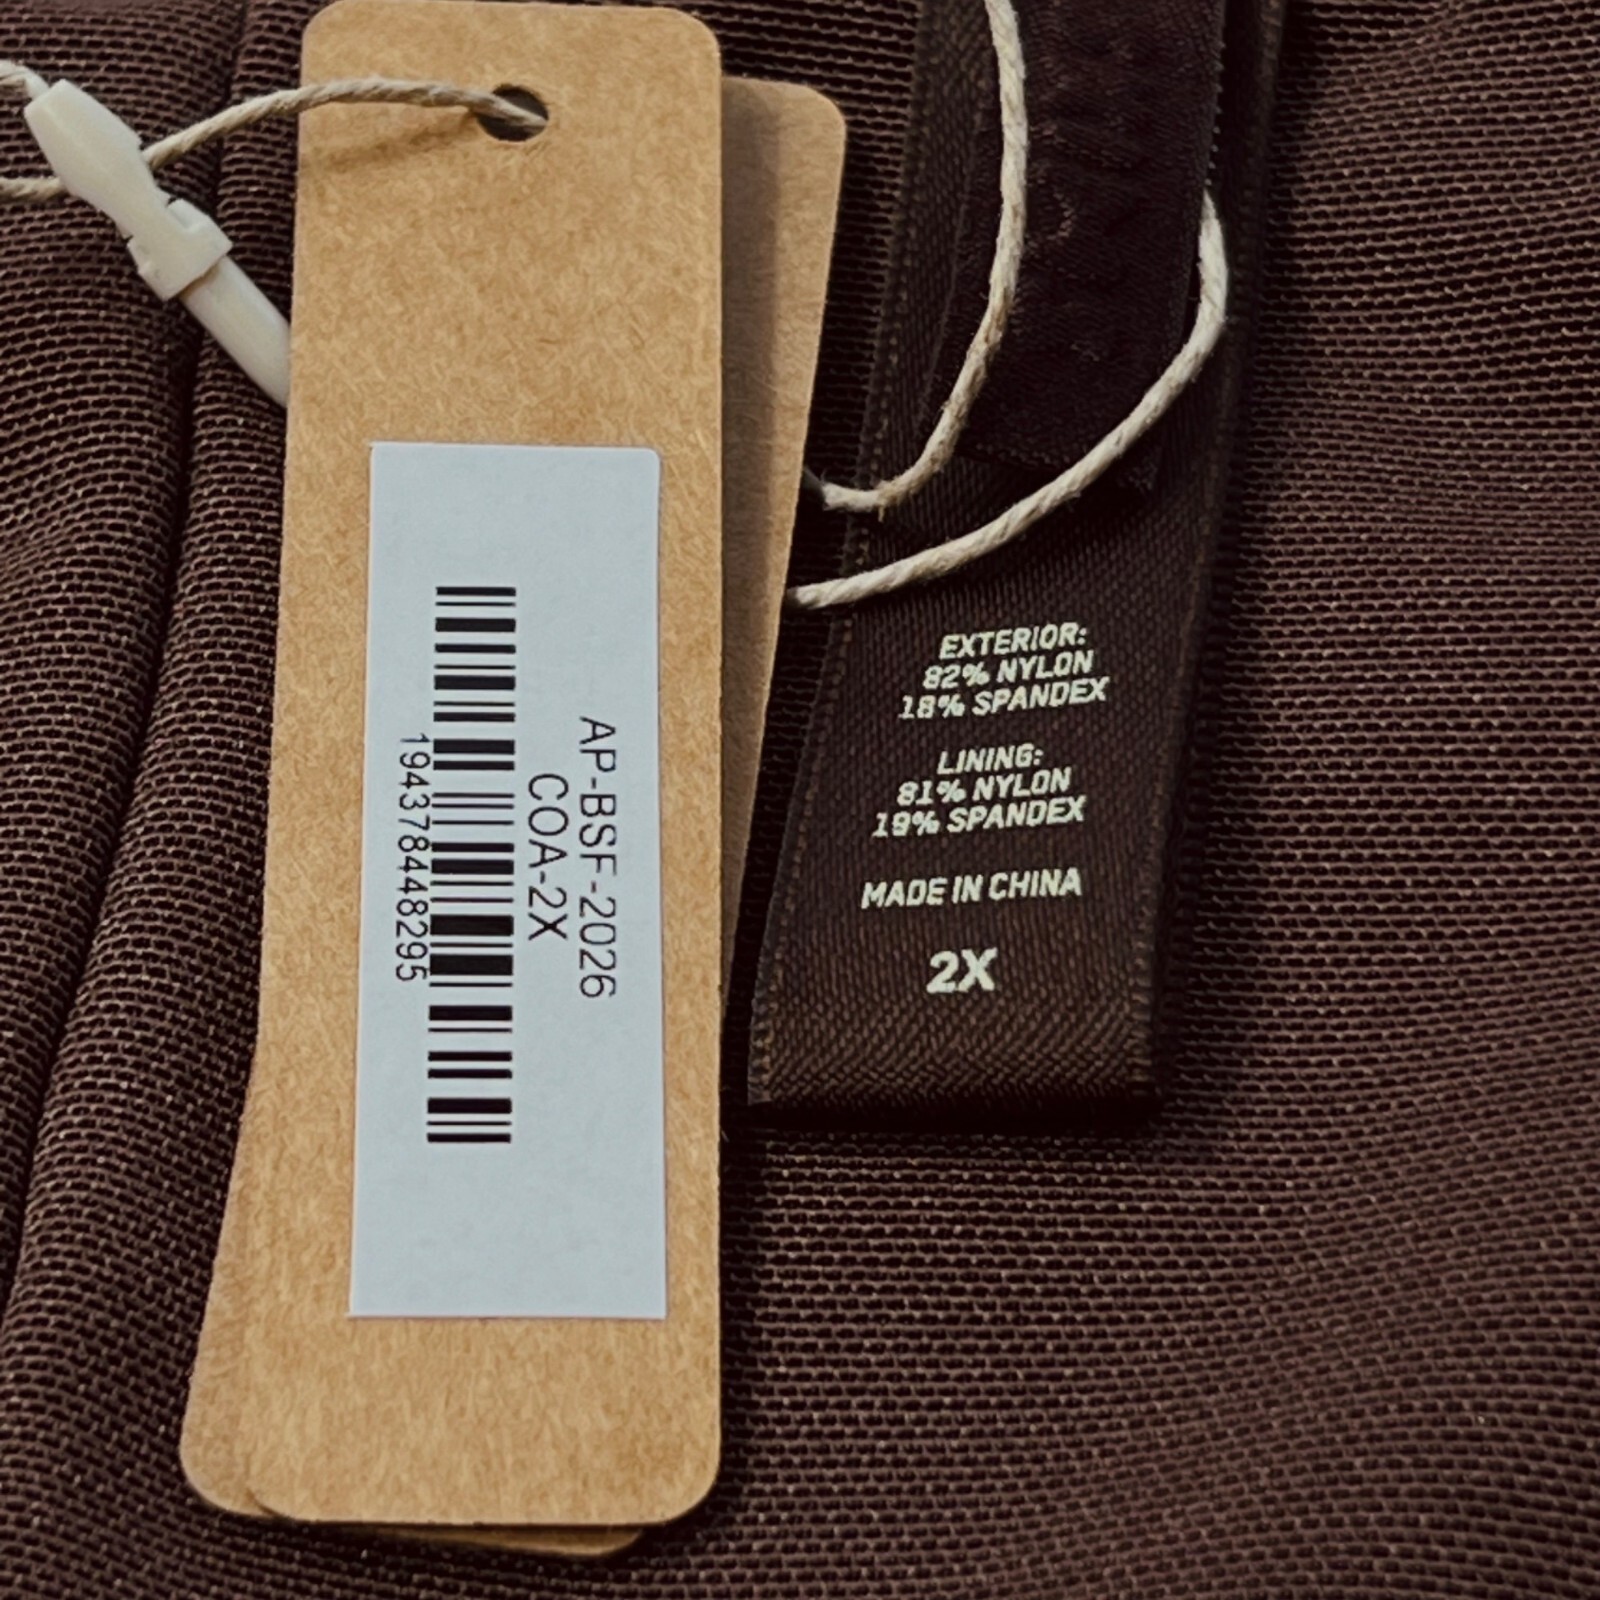 AP-BSF-2026
COA-2X
194378448295
EXTERIOR:
82% NYLON
18% SPANDEX
LINING:
81% NYLON
19% SPANDEX
MADE IN CHINA
2X